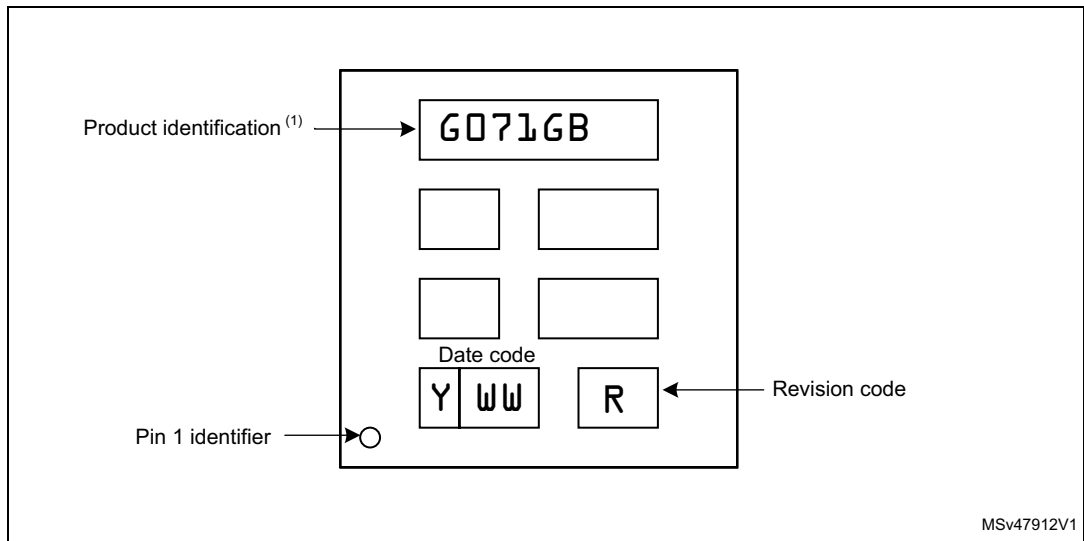 Product identification (1)
G071GB
Date code
Y WW
R
Revision code
Pin 1 identifier
MSv47912V1